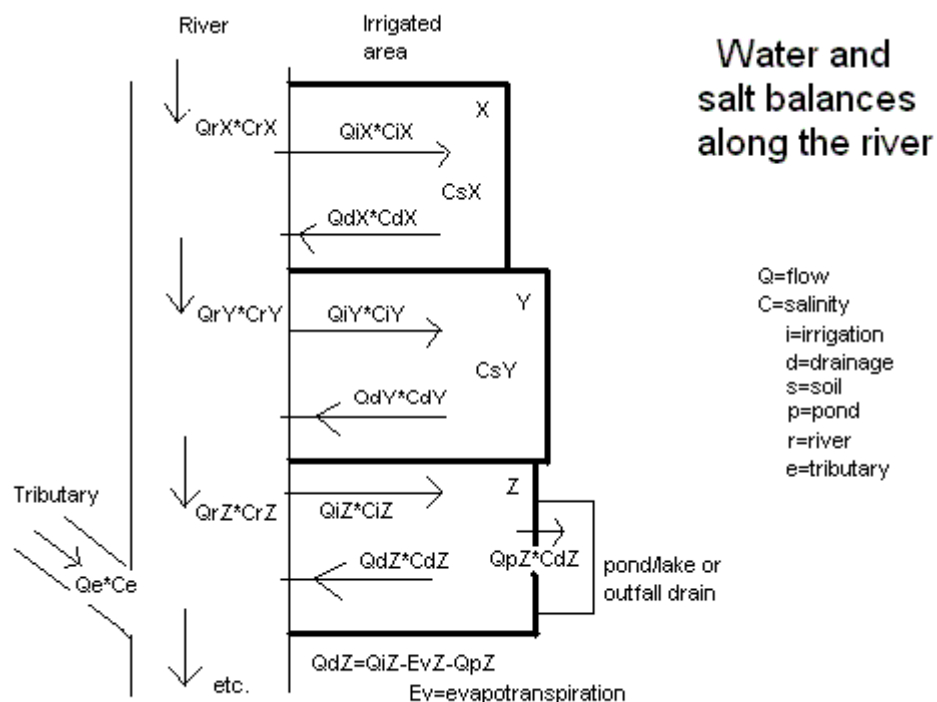 River
Irrigated
area
Water and
salt balances
along the river
X
QrX*CrX
QiX*CiX
CsX
QdX*CdX
Y
QrY*CrY
QiY*CiY
CsY
QdY*CdY
Q=flow
C=salinity
i=irrigation
d=drainage
s=soil
p=pond
r=river
e=tributary
Tributary
Z
QrZ*CrZ
QiZ*CiZ
QdZ*CdZ
QpZ*CdZ
Qe*Ce
pond/lake or
outfall drain
QdZ=QiZ-EvZ-QpZ
etc.
Ev=evapotranspiration